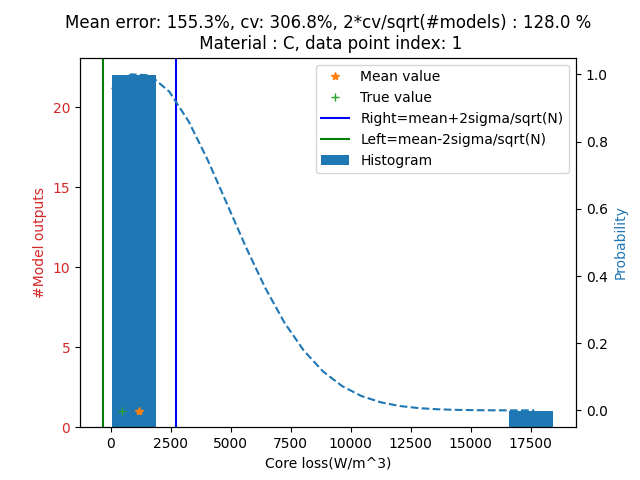 Mean error: 155.3%, cv: 306.8%, 2*cv/sqrt(#models) : 128.0 %
Material : C, data point index: 1
Mean value
True value
Right=mean+2sigma/sqrt(N)
Left=mean-2sigma/sqrt(N)
Histogram
#Model outputs
20
15
10
5
0
1.0
0.8
0.6
0.4
0.2
0.0
Probability
0
2500
5000
7500
10000
12500
15000
17500
Core loss(W/m^3)